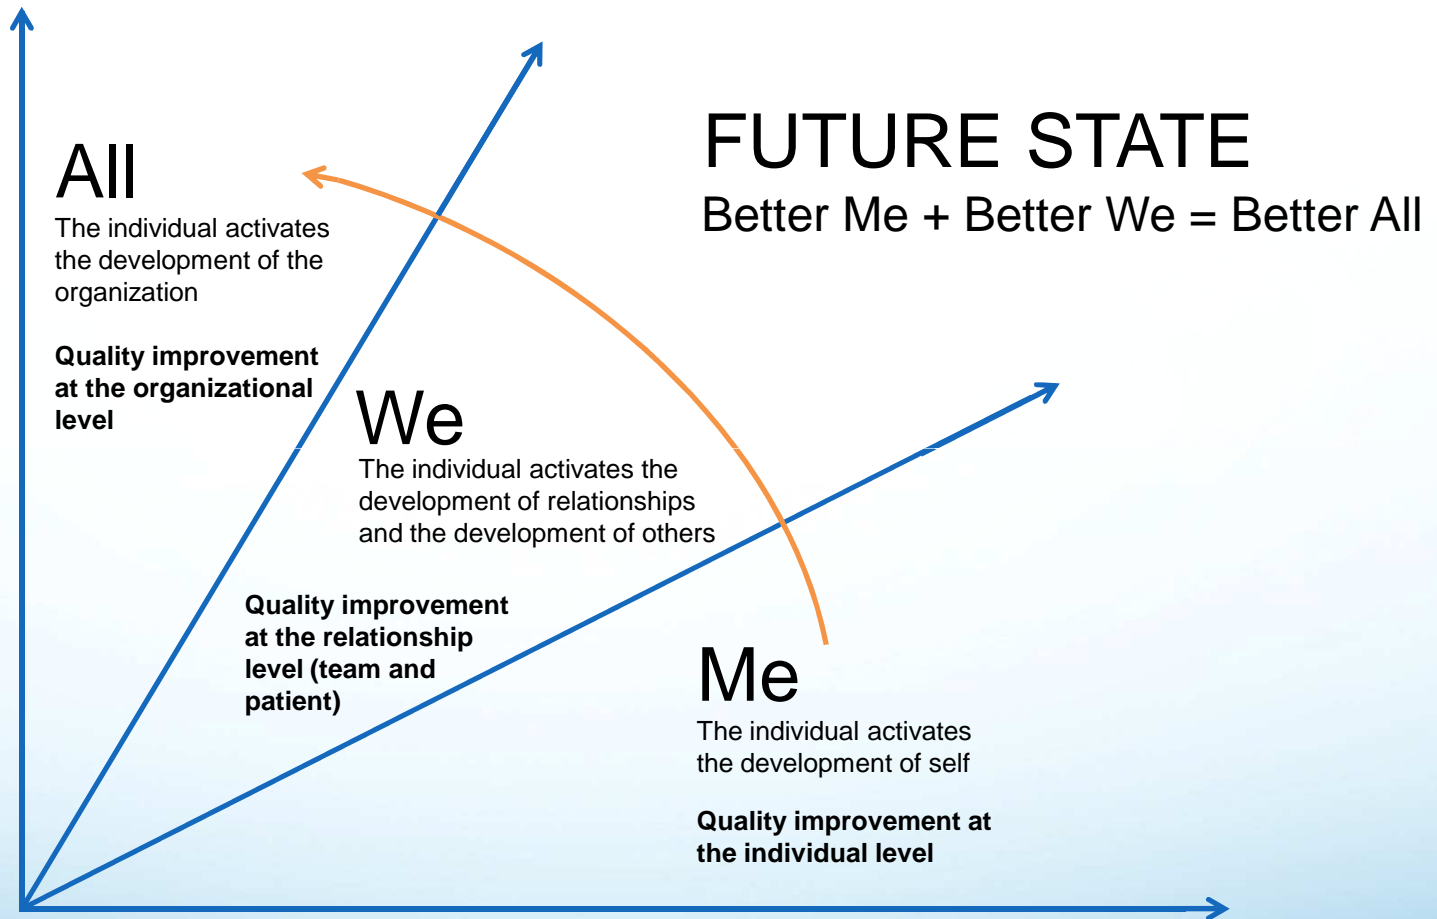 FUTURE STATE
Better Me + Better We = Better All
All
The individual activates
the development of the
organization
Quality improvement
at the organizational
level
We
The individual activates the
development of relationships
and the development of others
Quality improvement
at the relationship
level (team and
patient)
Me
The individual activates
the development of self
Quality improvement at
the individual level